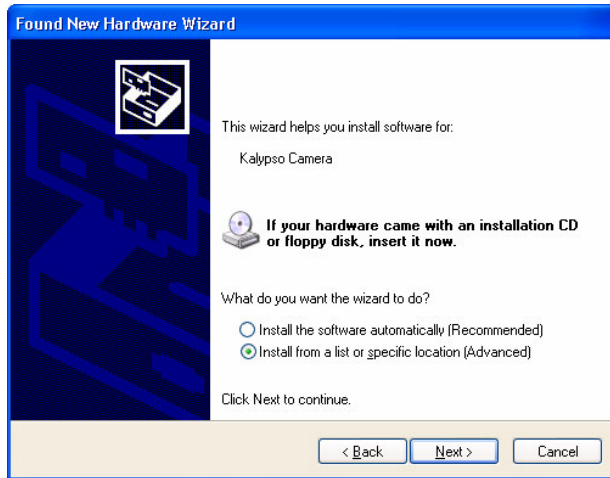 Found New Hardware Wizard
This wizard helps you install software for:
Kalypso Camera
If your hardware came with an installation CD
or floppy disk, insert it now.
What do you want the wizard to do?
Install the software automatically (Recommended)
Install from a list or specific location (Advanced)
Click Next to continue.
< Back Next > Cancel